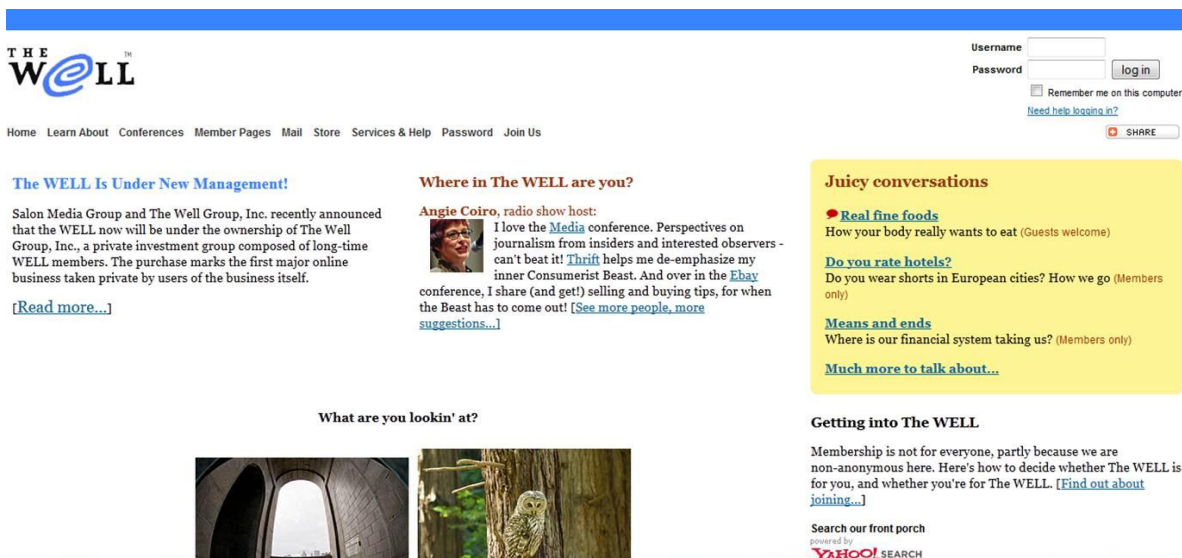 THE
WELL™
Username
Password
log in
Remember me on this computer
Need help logging in?
SHARE
Home Learn About Conferences Member Pages Mail Store Services & Help Password Join Us
The WELL Is Under New Management!
Salon Media Group and The Well Group, Inc. recently announced
that the WELL now will be under the ownership of The Well
Group, Inc., a private investment group composed of long-time
WELL members. The purchase marks the first major online
business taken private by users of the business itself.
[Read more...]
Where in The WELL are you?
Angie Coiro, radio show host:
I love the Media conference. Perspectives on
journalism from insiders and interested observers -
can't beat it! Thrift helps me de-emphasize my
inner Consumerist Beast. And over in the Ebay
conference, I share (and get!) selling and buying tips, for when
the Beast has to come out! [See more people, more
suggestions...]
Juicy conversations
Real fine foods
How your body really wants to eat (Guests welcome)
Do you rate hotels?
Do you wear shorts in European cities? How we go (Members
only)
Means and ends
Where is our financial system taking us? (Members only)
Much more to talk about...
What are you lookin' at?
Getting into The WELL
Membership is not for everyone, partly because we are
non-anonymous here. Here's how to decide whether The WELL is
for you, and whether you're for The WELL. [Find out about
joining...]
Search our front porch
powered by
YAHOO! SEARCH